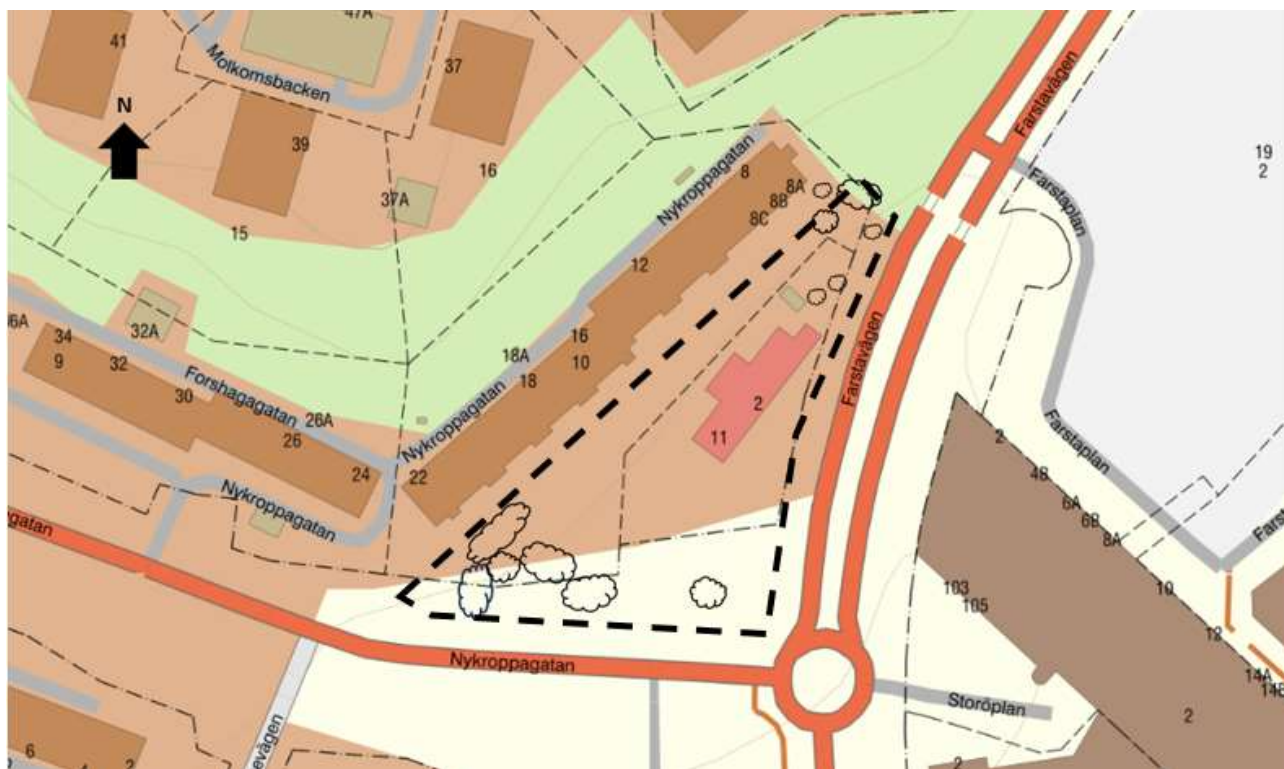 47A
41
Molkomsbacken
37
N
Farstavägen
19
2
39
16
Nykroppagatan
8
8A
8B
8C
37A
Farstaplan
15
12
34
9
32A
32
16
10
18A
18
Forshagagatan
30
26A
26
24
22
Nykroppagatan
Farstavägen
2
11
Farstaplan
2
4B
6A
6B
8A
Nykroppagatan
10
103
105
12
14A
14B
Nykroppagatan
Storöplan
2
6
2
2